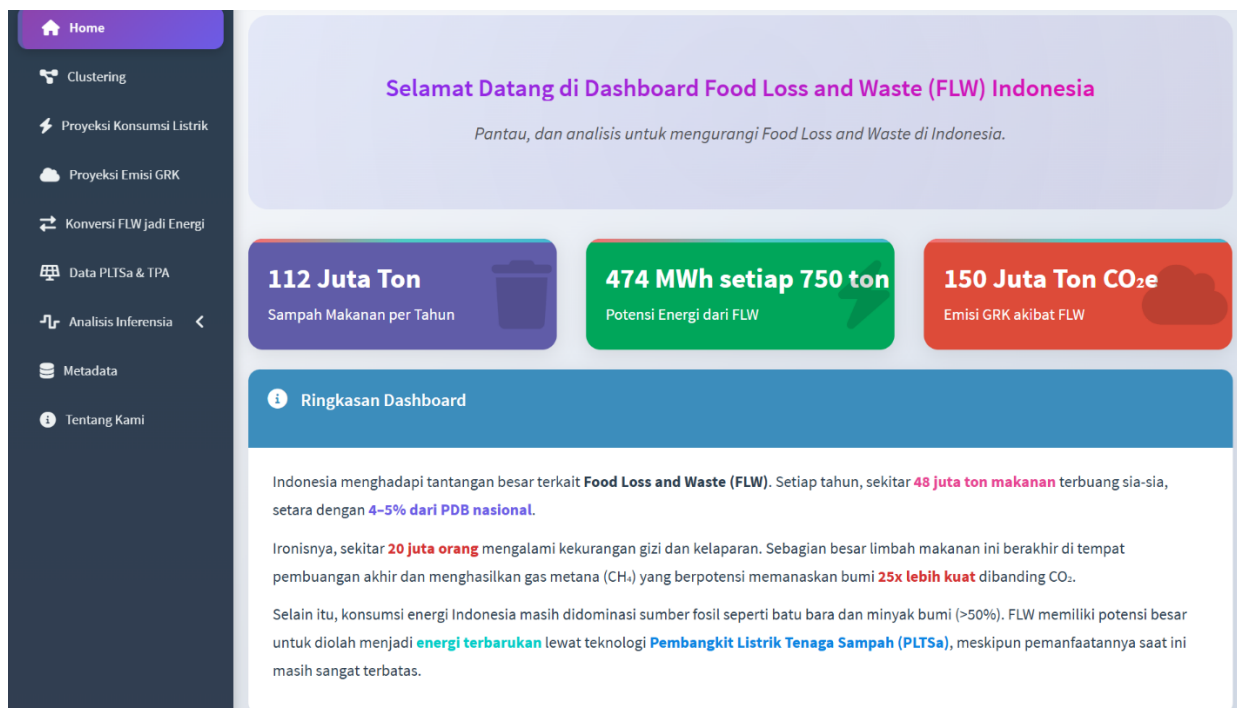 Home
Clustering
Proyeksi Konsumsi Listrik
Proyeksi Emisi GRK
Konversi FLW jadi Energi
Data PLTSa & TPA
Analisis Inferensia
Metadata
Tentang Kami
Selamat Datang di Dashboard Food Loss and Waste (FLW) Indonesia
Pantau, dan analisis untuk mengurangi Food Loss and Waste di Indonesia.
112 Juta Ton
Sampah Makanan per Tahun
474 MWh setiap 750 ton
Potensi Energi dari FLW
150 Juta Ton CO₂e
Emisi GRK akibat FLW
Ringkasan Dashboard
Indonesia menghadapi tantangan besar terkait Food Loss and Waste (FLW). Setiap tahun, sekitar 48 juta ton makanan terbuang sia-sia,
setara dengan 4–5% dari PDB nasional.
Ironisnya, sekitar 20 juta orang mengalami kekurangan gizi dan kelaparan. Sebagian besar limbah makanan ini berakhir di tempat
pembuangan akhir dan menghasilkan gas metana (CH₄) yang berpotensi memanaskan bumi 25x lebih kuat dibanding CO₂.
Selain itu, konsumsi energi Indonesia masih didominasi sumber fosil seperti batu bara dan minyak bumi (>50%). FLW memiliki potensi besar
untuk diolah menjadi energi terbarukan lewat teknologi Pembangkit Listrik Tenaga Sampah (PLTSa), meskipun pemanfaatannya saat ini
masih sangat terbatas.